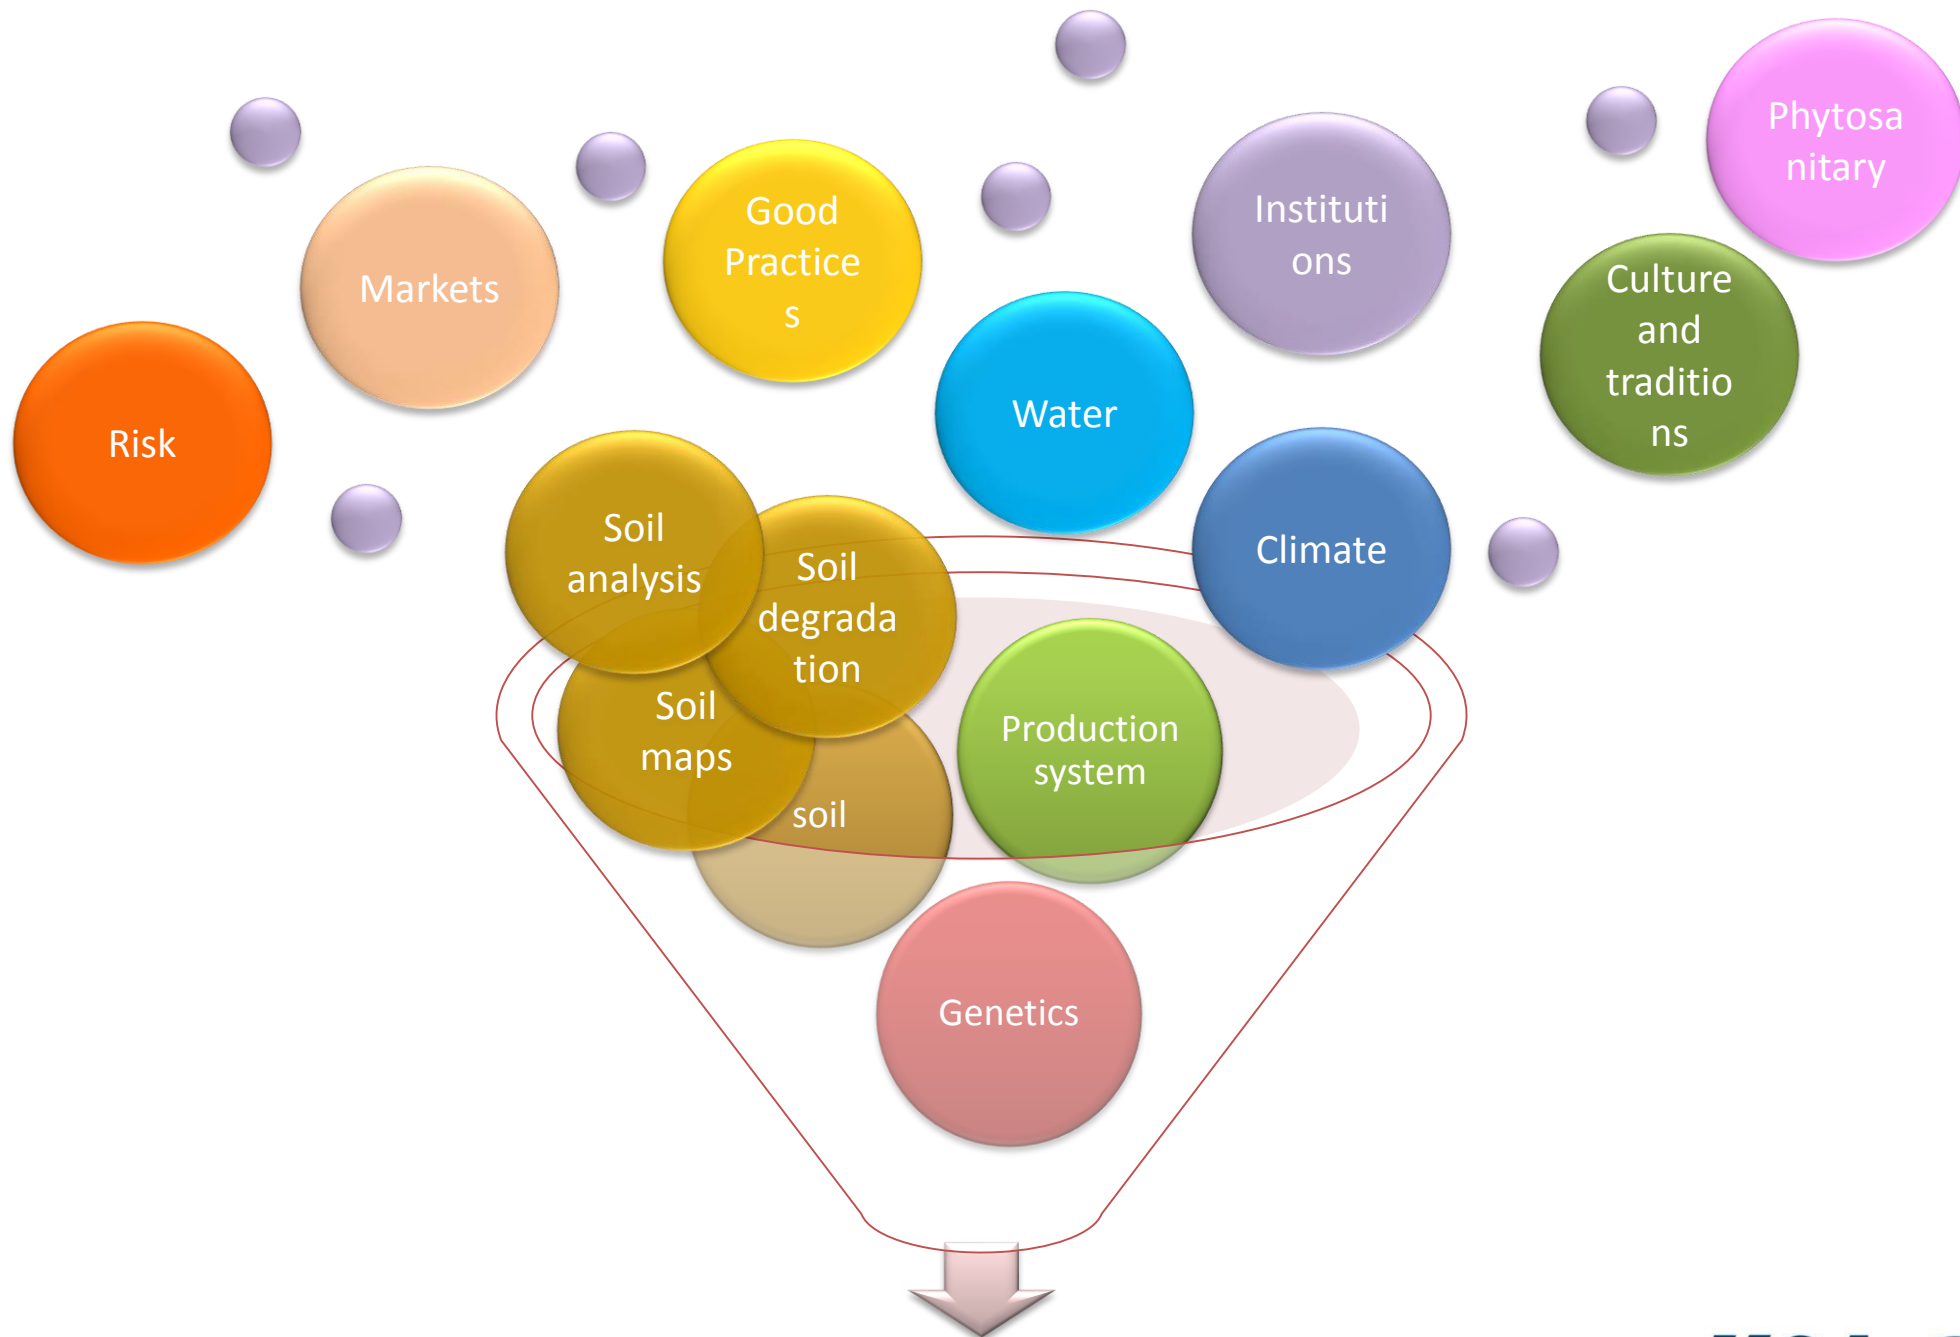 Phytosa
nitary
Instituti
ons
Good
Practice
s
Markets
Culture
and
traditio
ns
Water
Risk
Climate
Soil
analysis
Soil
degrada
tion
Soil
maps
Production
system
soil
Genetics